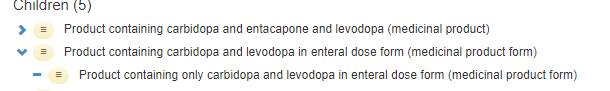 Children (5)
Product containing carbidopa and entacapone and levodopa (medicinal product)
Product containing carbidopa and levodopa in enteral dose form (medicinal product form)
Product containing only carbidopa and levodopa in enteral dose form (medicinal product form)